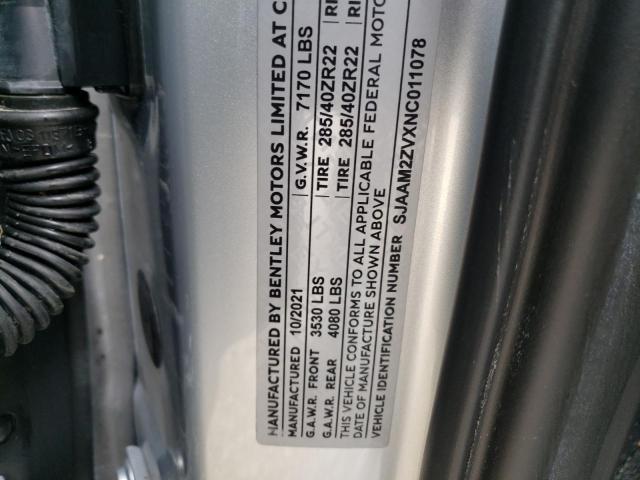 MANUFACTURED BY BENTLEY MOTORS LIMITED AT C
MANUFACTURED 10/2021 G.V.W.R. 7170 LBS
G.A.W.R. FRONT 3530 LBS TIRE 285/40ZR22 RI
G.A.W.R. REAR 4080 LBS TIRE 285/40ZR22 RI
THIS VEHICLE CONFORMS TO ALL APPLICABLE FEDERAL MOTO
DATE OF MANUFACTURE SHOWN ABOVE
VEHICLE IDENTIFICATION NUMBER SJAAM2ZVXNC011078